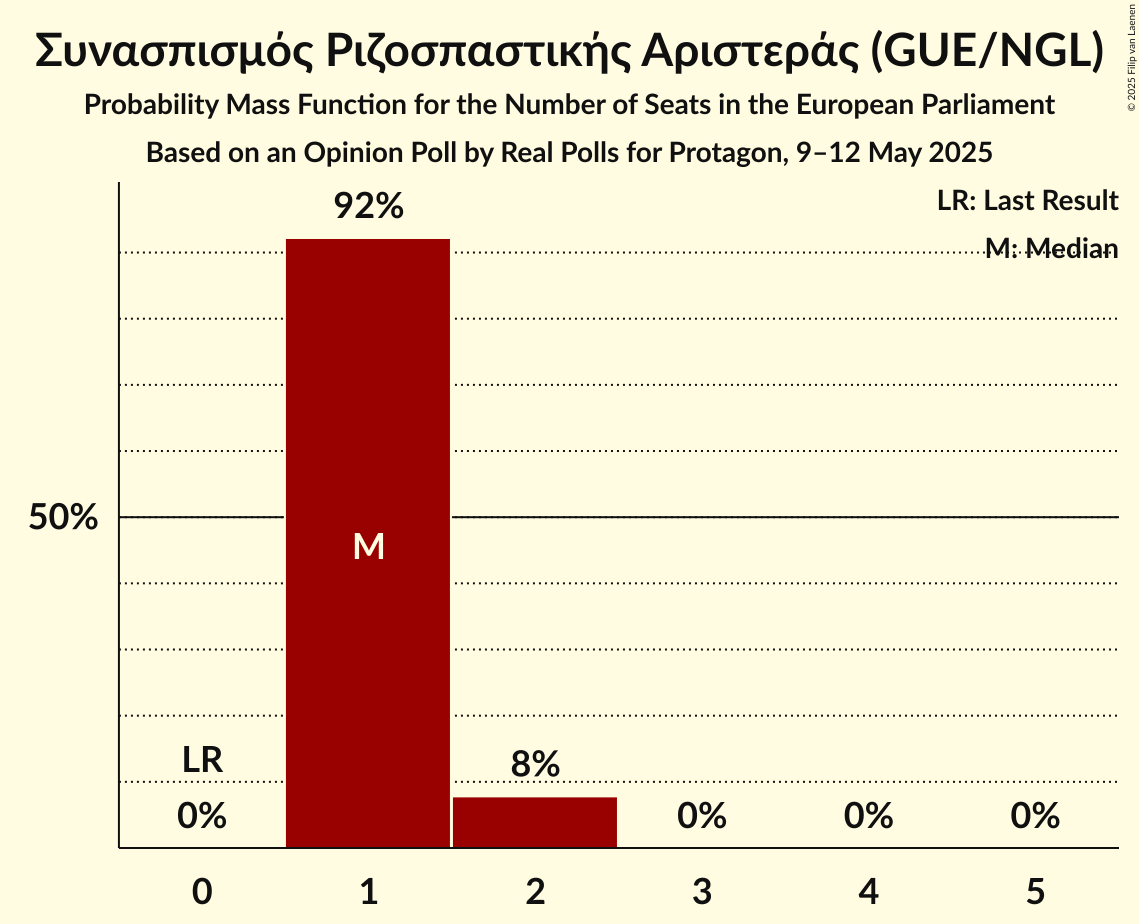 Συνασπισμός Ριζοσπαστικής Αριστεράς (GUE/NGL)
Probability Mass Function for the Number of Seats in the European Parliament
Based on an Opinion Poll by Real Polls for Protagon, 9–12 May 2025
© 2025 Filip van Laenen
LR: Last Result
M: Median
92%
50%
M
LR
8%
0%
0%
0%
0%
0 1 2 3 4 5